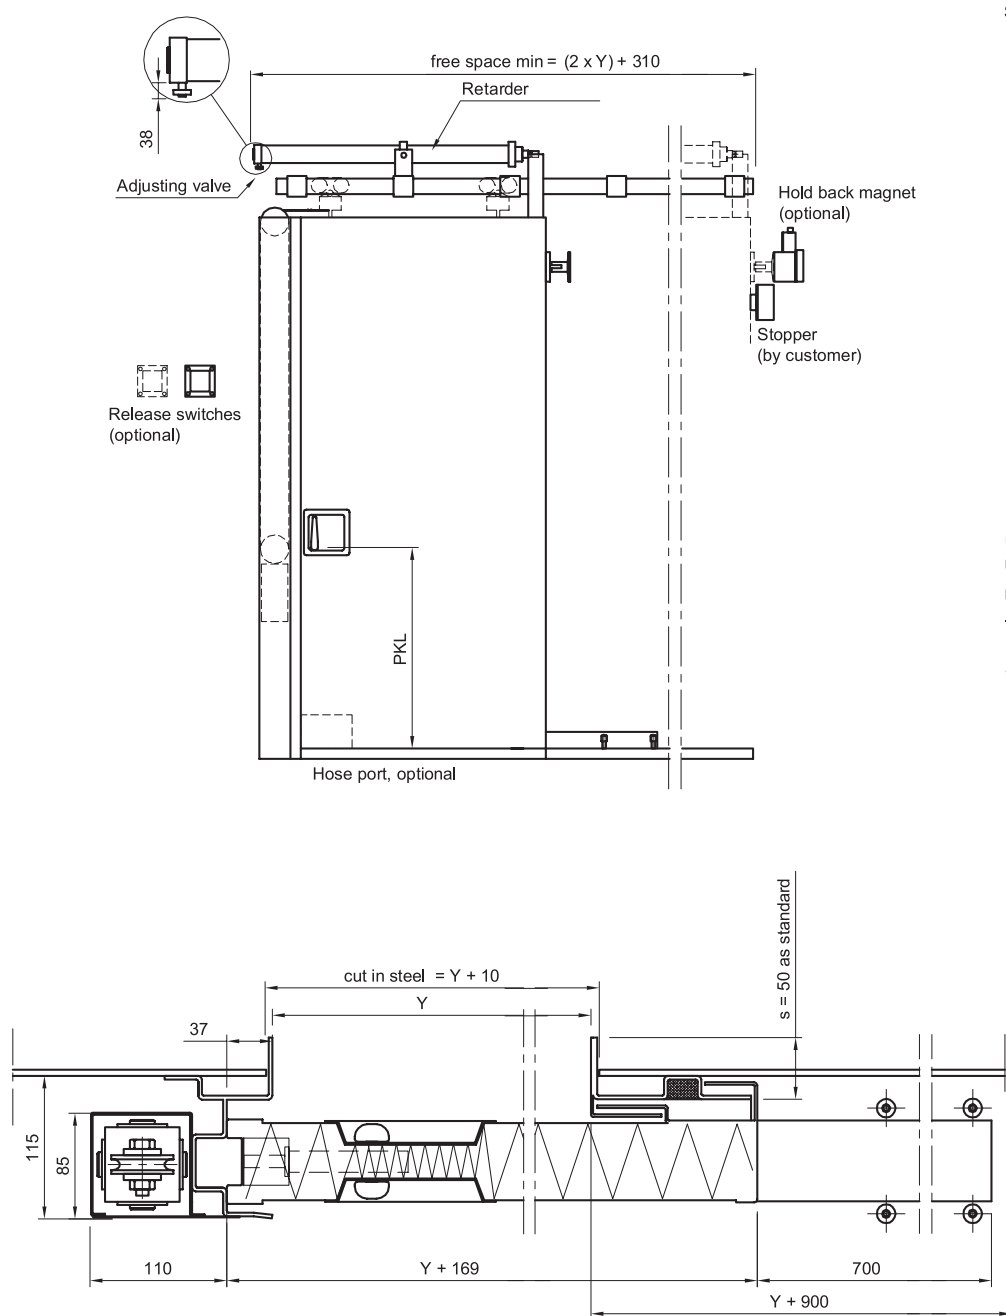 free space min = (2 x Y) + 310
Retarder
38
Adjusting valve
Hold back magnet
(optional)
Stopper
(by customer)
Release switches
(optional)
PKL
Hose port, optional
s = 50 as standard
cut in steel = Y + 10
Y
37
115
85
110
Y + 169
700
Y + 900